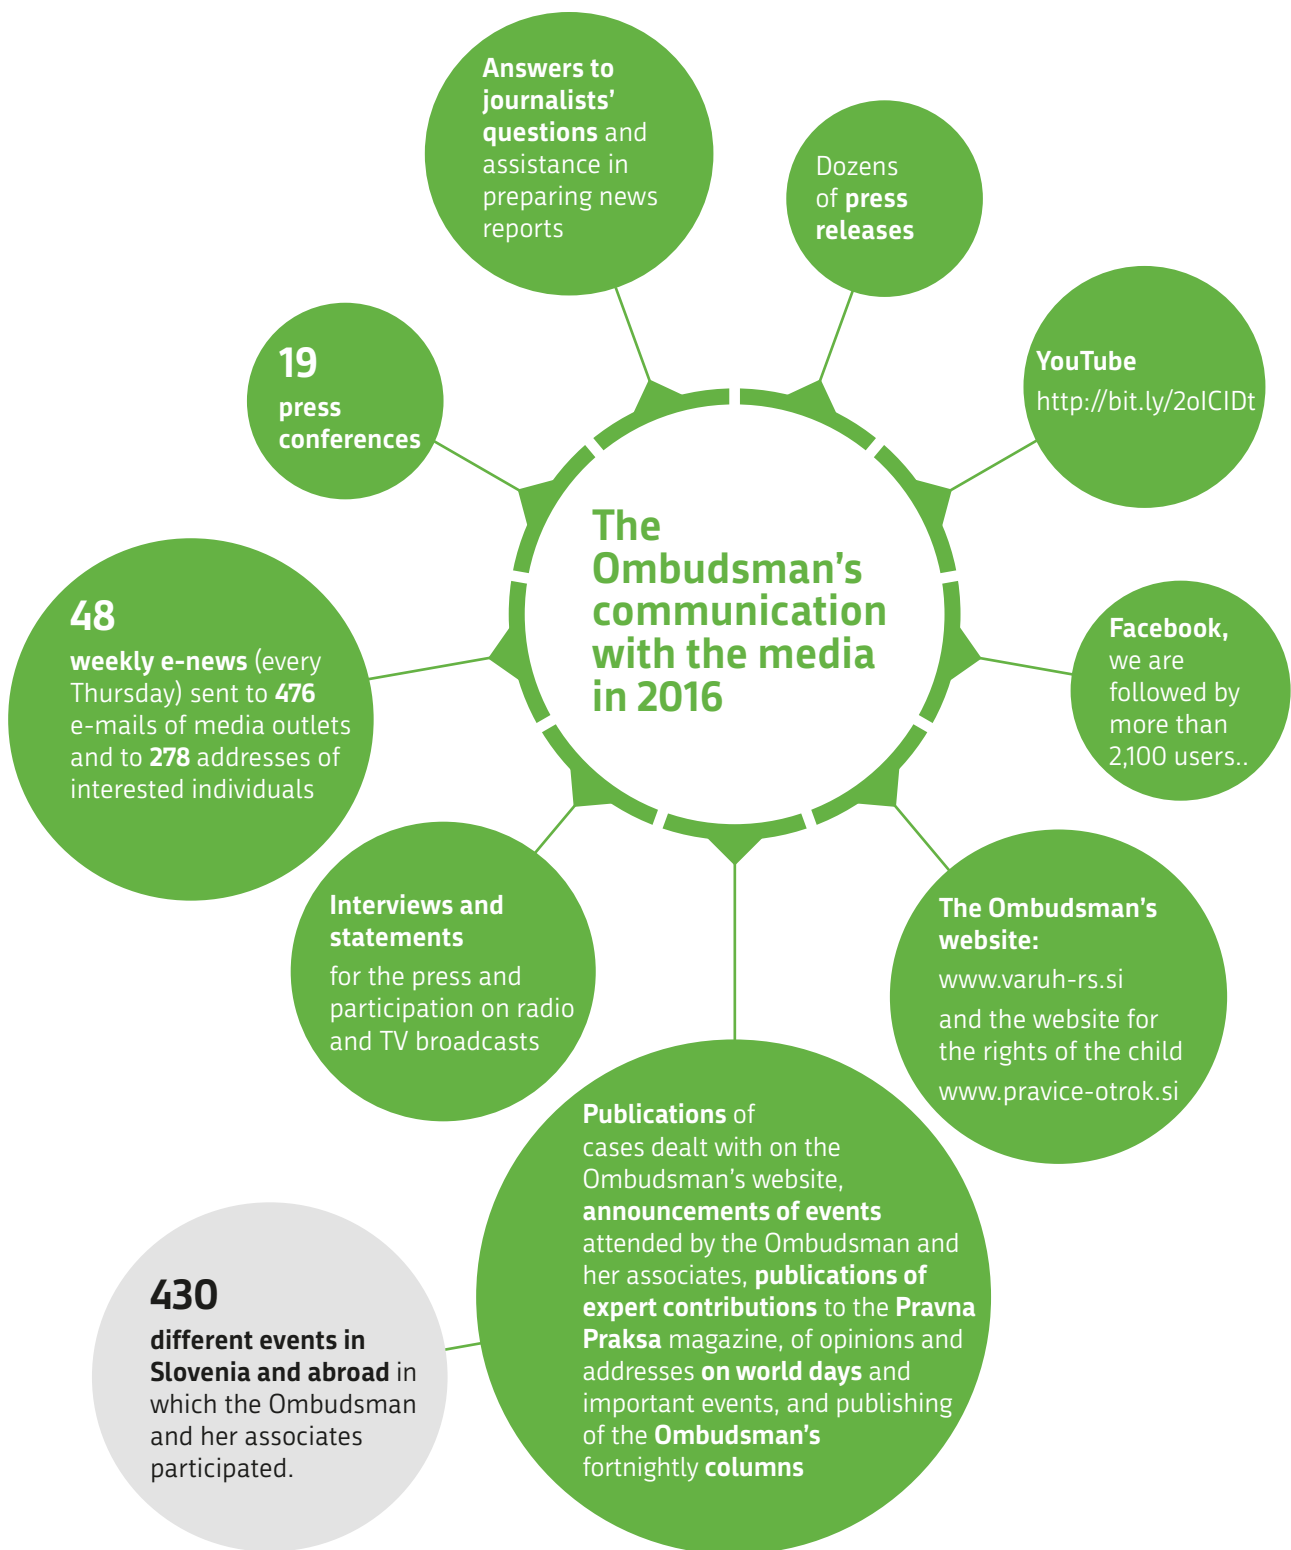 Answers to
journalists'
questions and
assistance in
preparing news
reports
Dozens
of press
releases
19
press
conferences
YouTube
http://bit.ly/2oICIDt
The
Ombudsman's
communication
with the media
in 2016
48
weekly e-news (every
Thursday) sent to 476
e-mails of media outlets
and to 278 addresses of
interested individuals
Facebook,
we are
followed by
more than
2,100 users..
Interviews and
statements
for the press and
participation on radio
and TV broadcasts
The Ombudsman's
website:
www.varuh-rs.si
and the website for
the rights of the child
www.pravice-otrok.si
Publications of
cases dealt with on the
Ombudsman's website,
announcements of events
attended by the Ombudsman and
her associates, publications of
expert contributions to the Pravna
Praksa magazine, of opinions and
addresses on world days and
important events, and publishing
of the Ombudsman's
fortnightly columns
430
different events in
Slovenia and abroad in
which the Ombudsman
and her associates
participated.